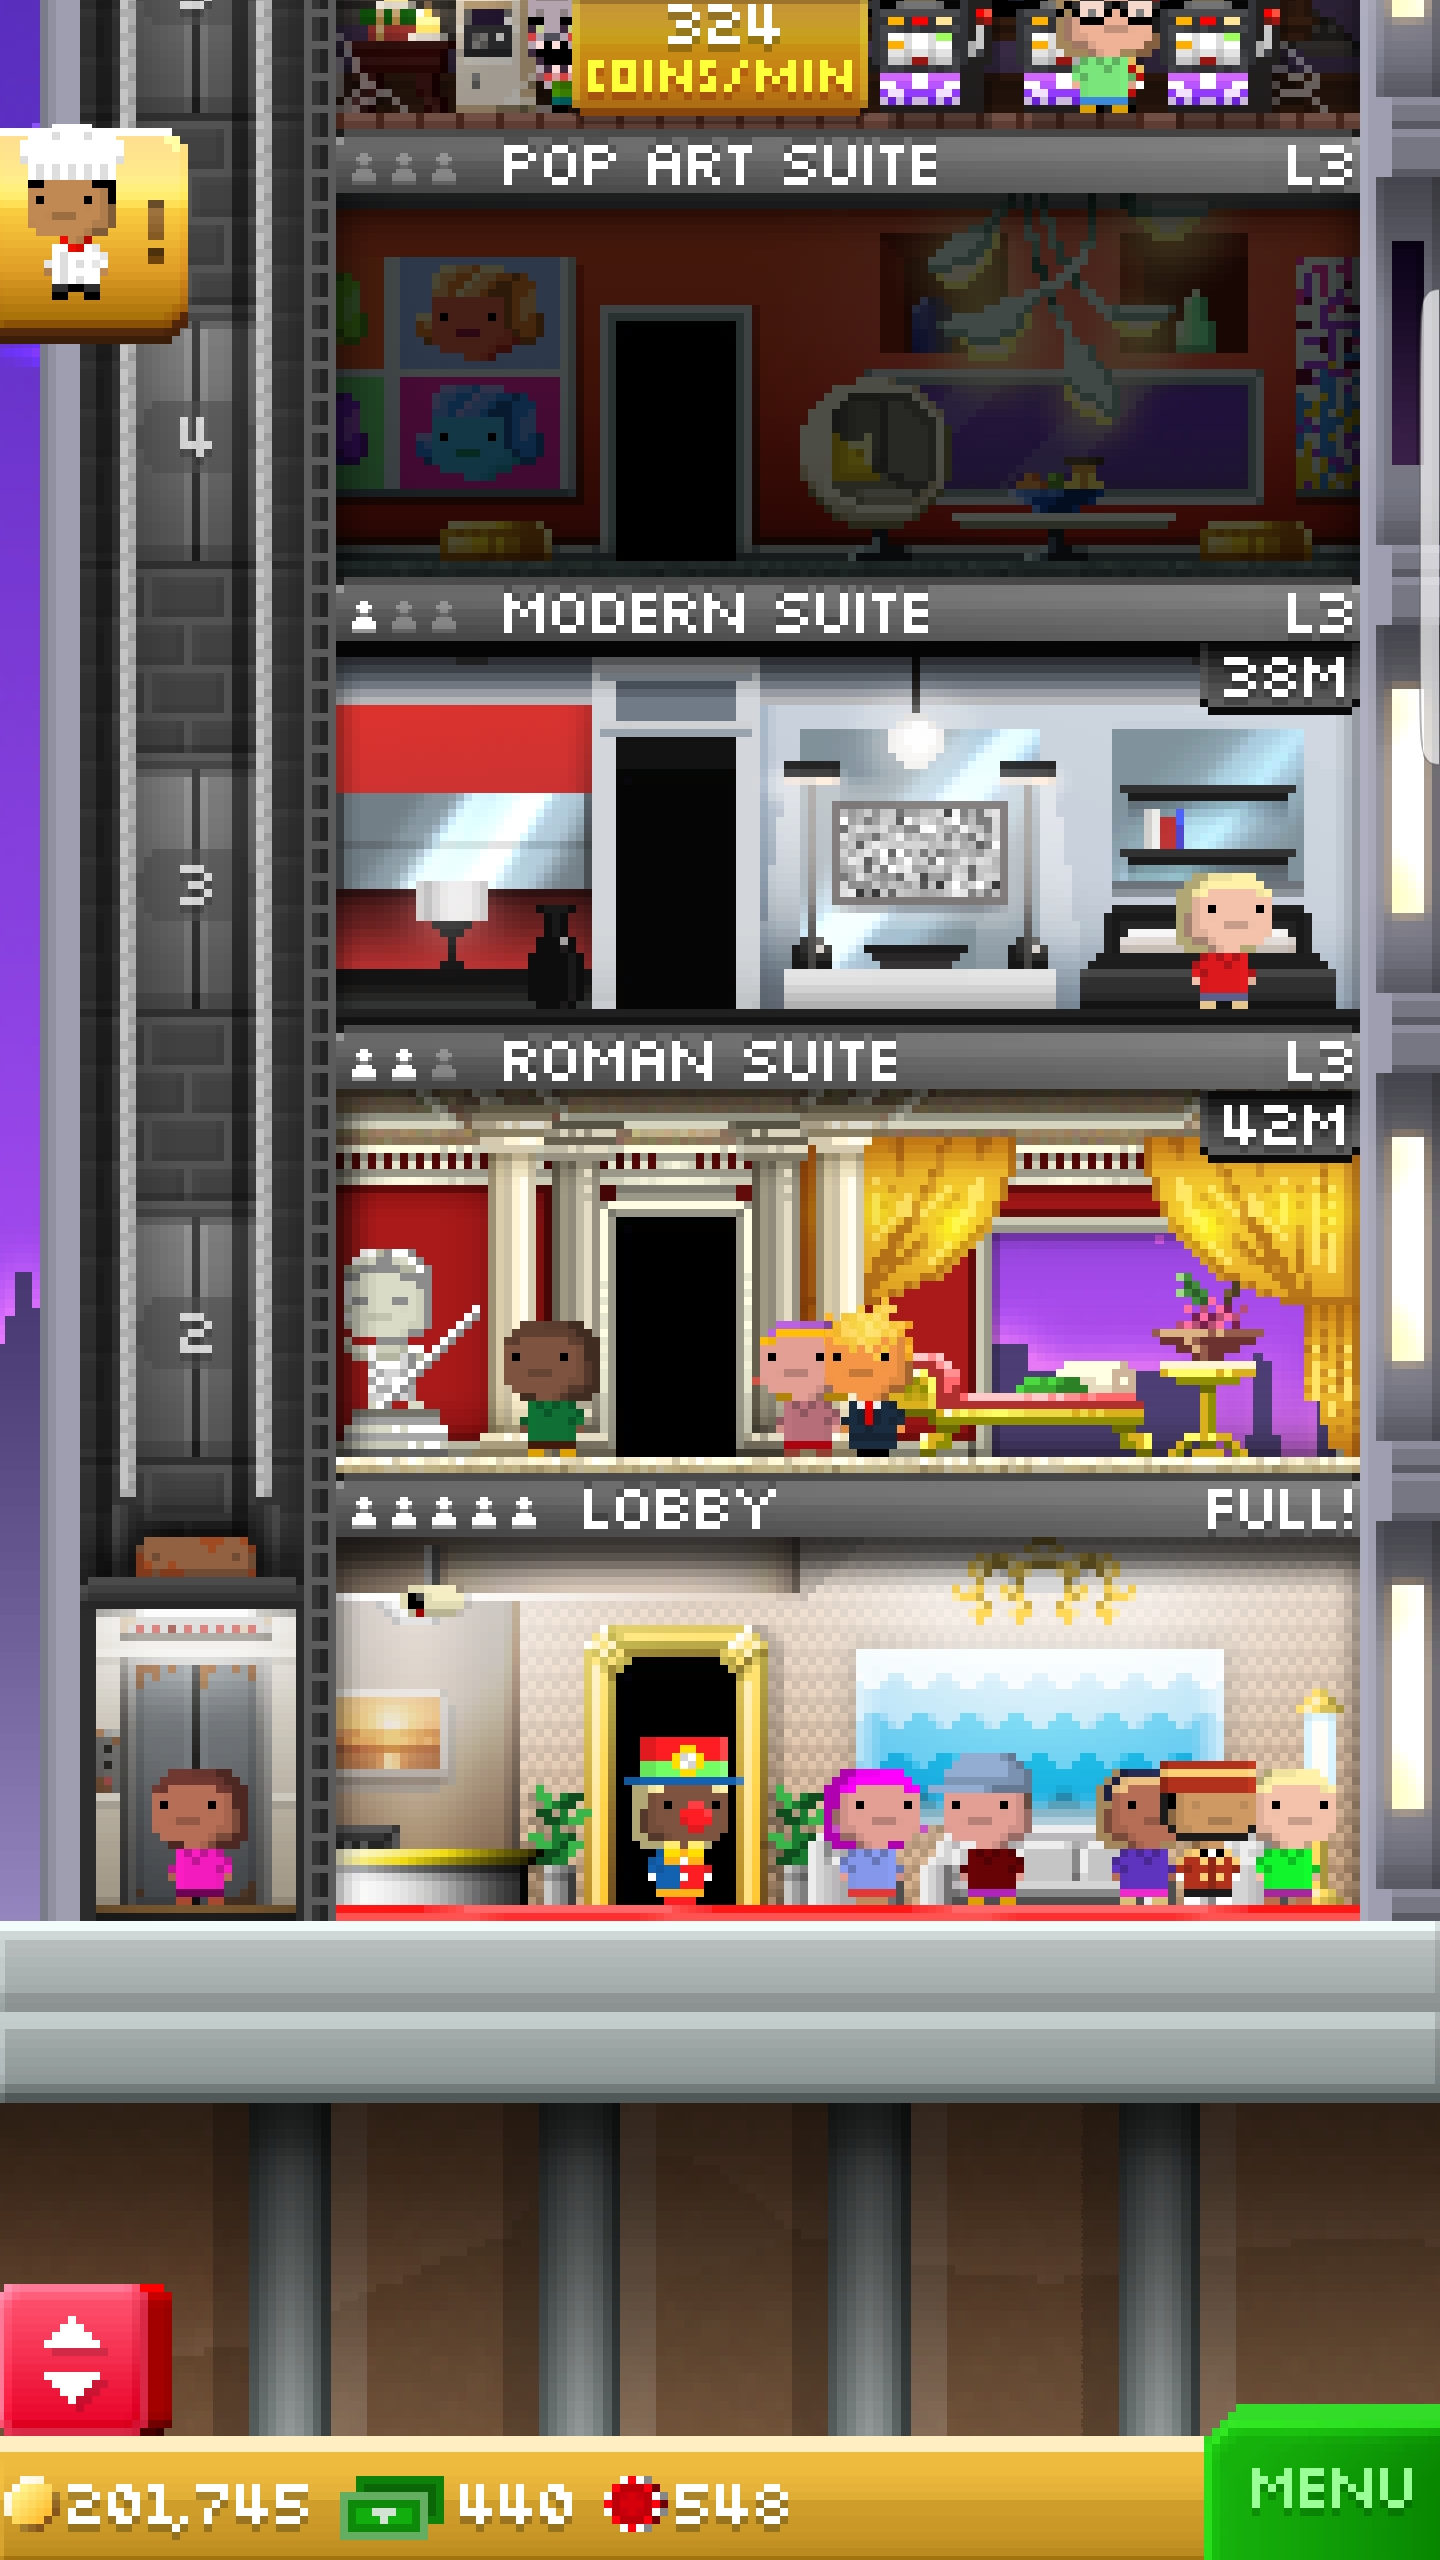 324
COINS/MIN
POP ART SUITE L3
!
4
MODERN SUITE L3
38M
3
ROMAN SUITE L3
42M
2
LOBBY FULL!
201,745 440 548
MENU